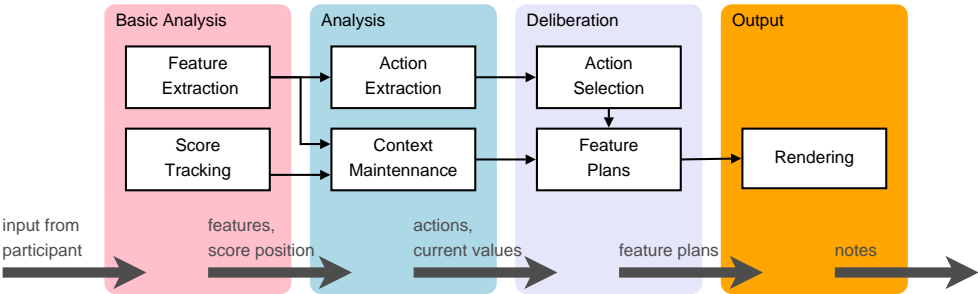 Basic Analysis
Analysis
Deliberation
Output
Feature
Extraction
Action
Extraction
Action
Selection
Score
Tracking
Context
Maintennance
Feature
Plans
Rendering
input from
participant
features,
score position
actions,
current values
feature plans
notes